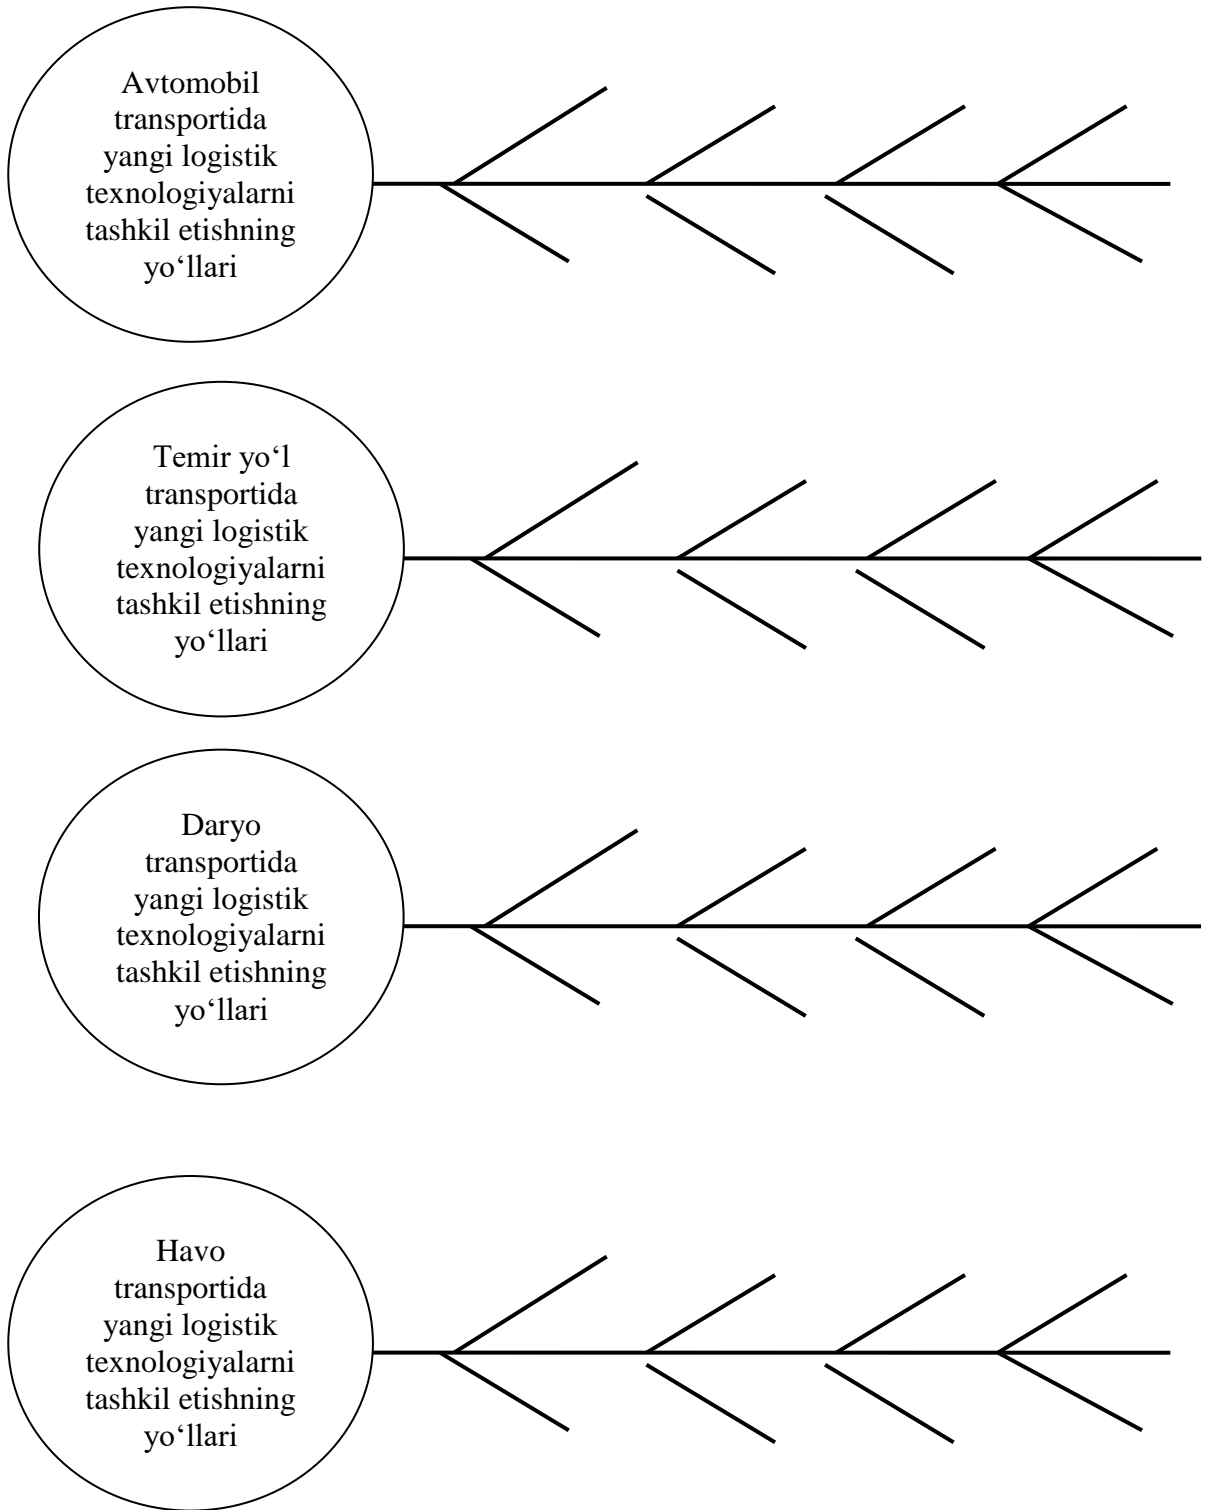 Avtomobil
transportida
yangi logistik
texnologiyalarni
tashkil etishning
yo‘llari
Temir yo‘l
transportida
yangi logistik
texnologiyalarni
tashkil etishning
yo‘llari
Daryo
transportida
yangi logistik
texnologiyalarni
tashkil etishning
yo‘llari
Havo
transportida
yangi logistik
texnologiyalarni
tashkil etishning
yo‘llari